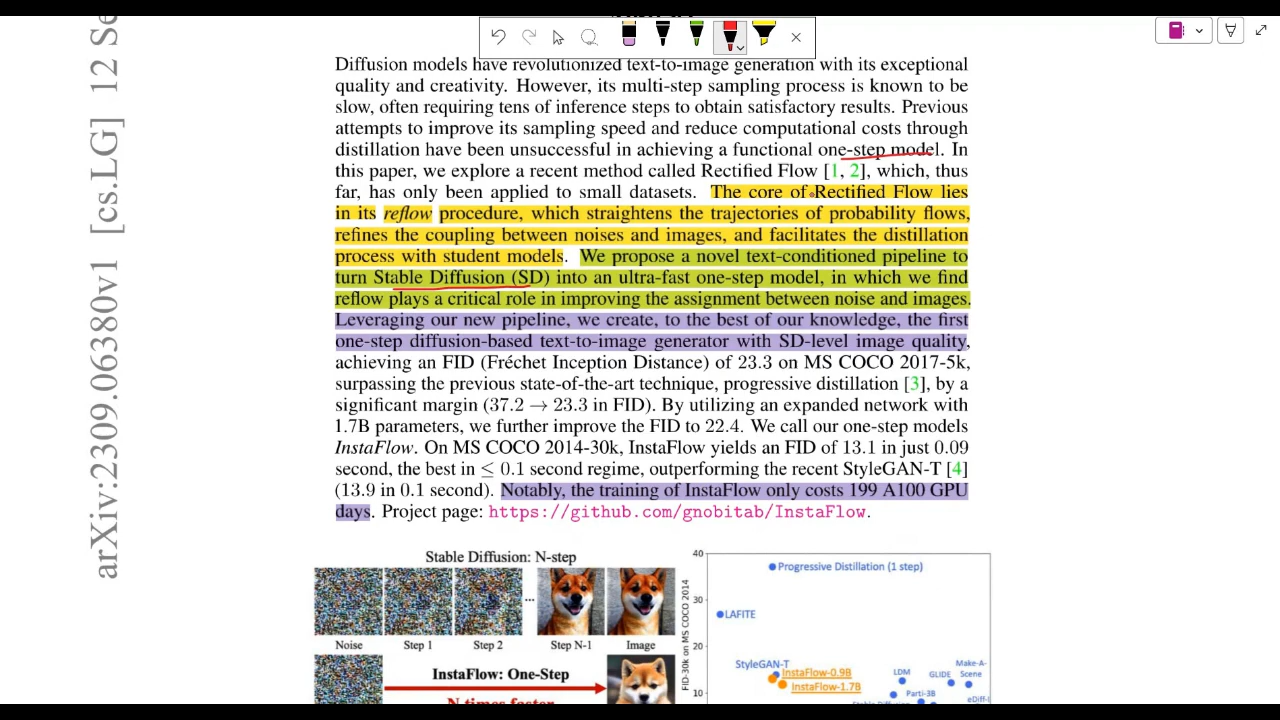 arXiv:2309.06380v1 [cs.LG] 12 Se
Diffusion models have revolutionized text-to-image generation with its exceptional
quality and creativity. However, its multi-step sampling process is known to be
slow, often requiring tens of inference steps to obtain satisfactory results. Previous
attempts to improve its sampling speed and reduce computational costs through
distillation have been unsuccessful in achieving a functional one-step model. In
this paper, we explore a recent method called Rectified Flow [1, 2], which, thus
far, has only been applied to small datasets. The core of Rectified Flow lies
in its reflow procedure, which straightens the trajectories of probability flows,
refines the coupling between noises and images, and facilitates the distillation
process with student models. We propose a novel text-conditioned pipeline to
turn Stable Diffusion (SD) into an ultra-fast one-step model, in which we find
reflow plays a critical role in improving the assignment between noise and images.
Leveraging our new pipeline, we create, to the best of our knowledge, the first
one-step diffusion-based text-to-image generator with SD-level image quality,
achieving an FID (Fréchet Inception Distance) of 23.3 on MS COCO 2017-5k,
surpassing the previous state-of-the-art technique, progressive distillation [3], by a
significant margin (37.2 → 23.3 in FID). By utilizing an expanded network with
1.7B parameters, we further improve the FID to 22.4. We call our one-step models
InstaFlow. On MS COCO 2014-30k, InstaFlow yields an FID of 13.1 in just 0.09
second, the best in ≤ 0.1 second regime, outperforming the recent StyleGAN-T [4]
(13.9 in 0.1 second). Notably, the training of InstaFlow only costs 199 A100 GPU
days. Project page: https://github.com/gnobitab/InstaFlow.
Stable Diffusion: N-step
...
Noise Step 1 Step 2 Step N-1 Image
InstaFlow: One-Step
N times faster
FID-30k on MS COCO 2014
40
30
20
10
Progressive Distillation (1 step)
LAFITE
StyleGAN-T
InstaFlow-0.9B
InstaFlow-1.7B
LDM
GLIDE
Make-A-
Scene
Parti-3B
eDiff-I